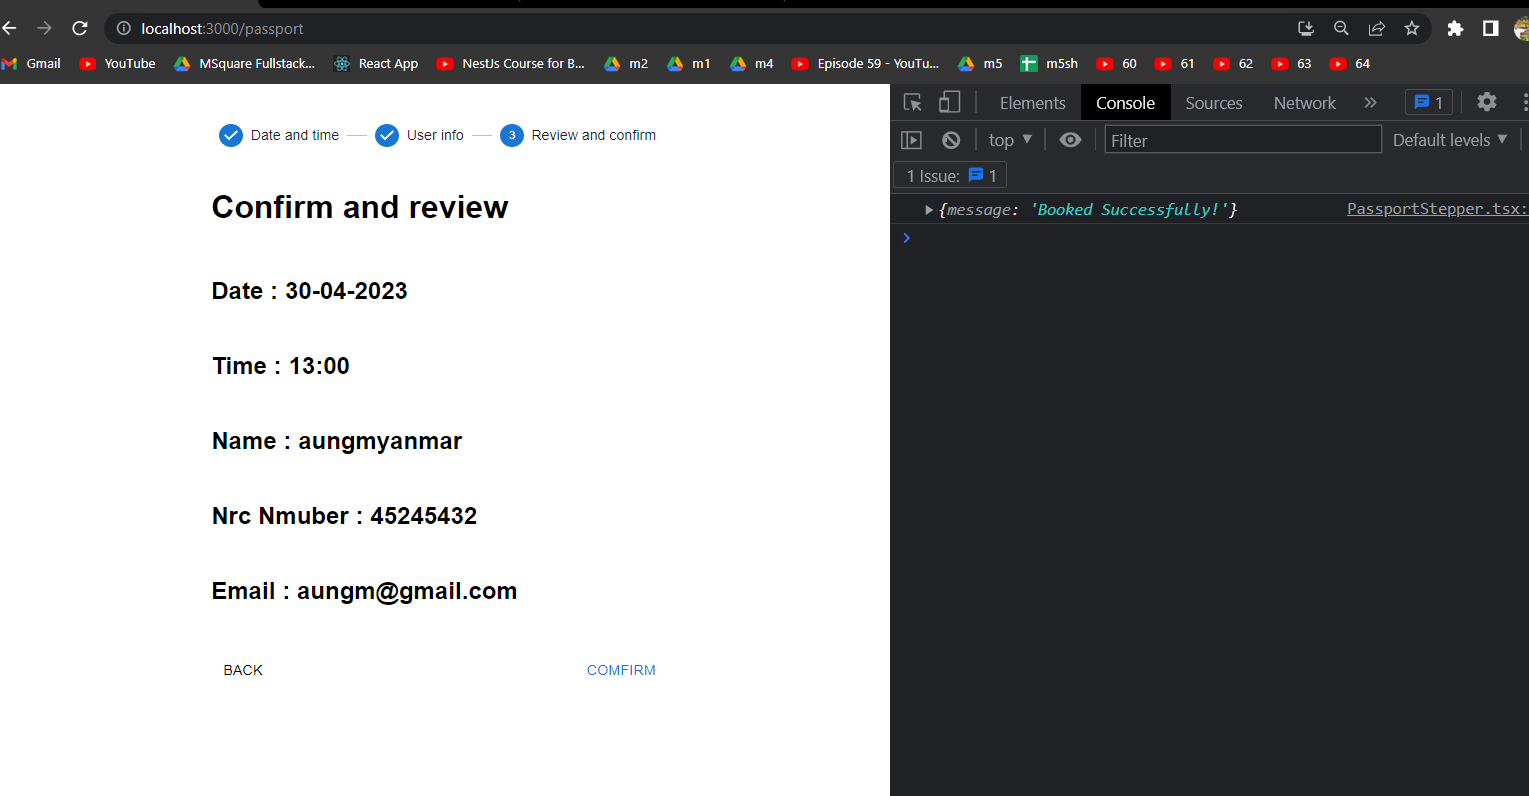 localhost:3000/passport
Gmail YouTube MSquare Fullstack... React App NestJs Course for B... m2 m1 m4 Episode 59 - YouTu... m5 m5sh 60 61 62 63 64
Date and time User info 3 Review and confirm
Confirm and review
Date : 30-04-2023
Time : 13:00
Name : aungmyanmar
Nrc Nmuber : 45245432
Email : aungm@gmail.com
BACK COMFIRM
Elements Console Sources Network » 1
top Filter Default levels
1 Issue: 1
{message: 'Booked Successfully!'} PassportStepper.tsx: